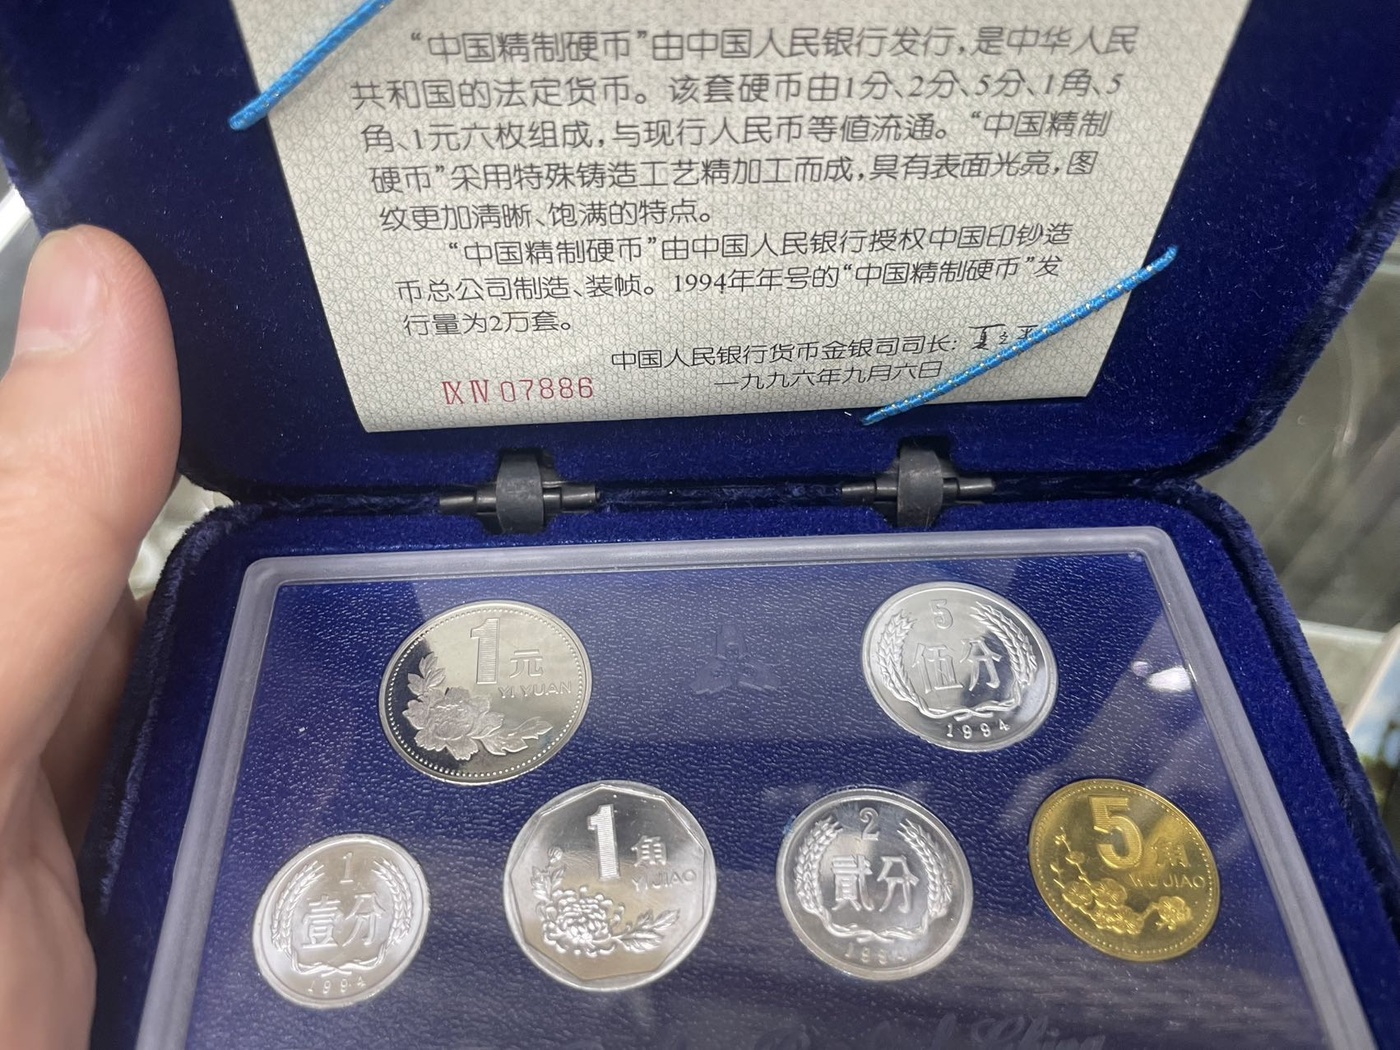 “中国精制硬币”由中国人民银行发行,是中华人民
共和国的法定货币。该套硬币由1分、2分、5分、1角、5
角、1元六枚组成,与现行人民币等值流通。“中国精制
硬币”采用特殊铸造工艺精加工而成,具有表面光亮,图
纹更加清晰、饱满的特点。
“中国精制硬币”由中国人民银行授权中国印钞造
币总公司制造、装帧。1994年年号的“中国精制硬币”发
行量为2万套。
中国人民银行货币金银司司长:
一九九六年九月六日
ⅨⅣ07886
1元
YI YUAN
5
伍分
1994
1
壹分
1994
1角
YI JIAO
2
贰分
1994
5角
WU JIAO